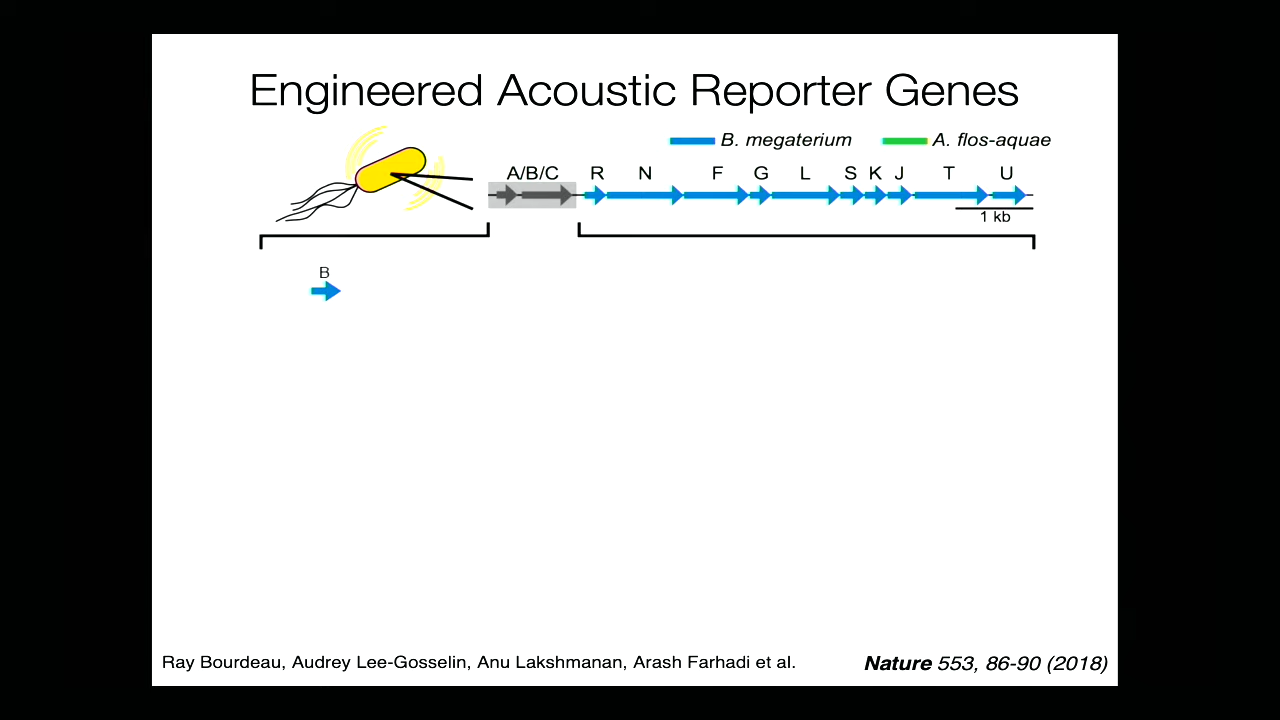 Engineered Acoustic Reporter Genes
B. megaterium A. flos-aquae
A/B/C R N F G L S K J T U
1 kb
B
Ray Bourdeau, Audrey Lee-Gosselin, Anu Lakshmanan, Arash Farhadi et al. Nature 553, 86-90 (2018)